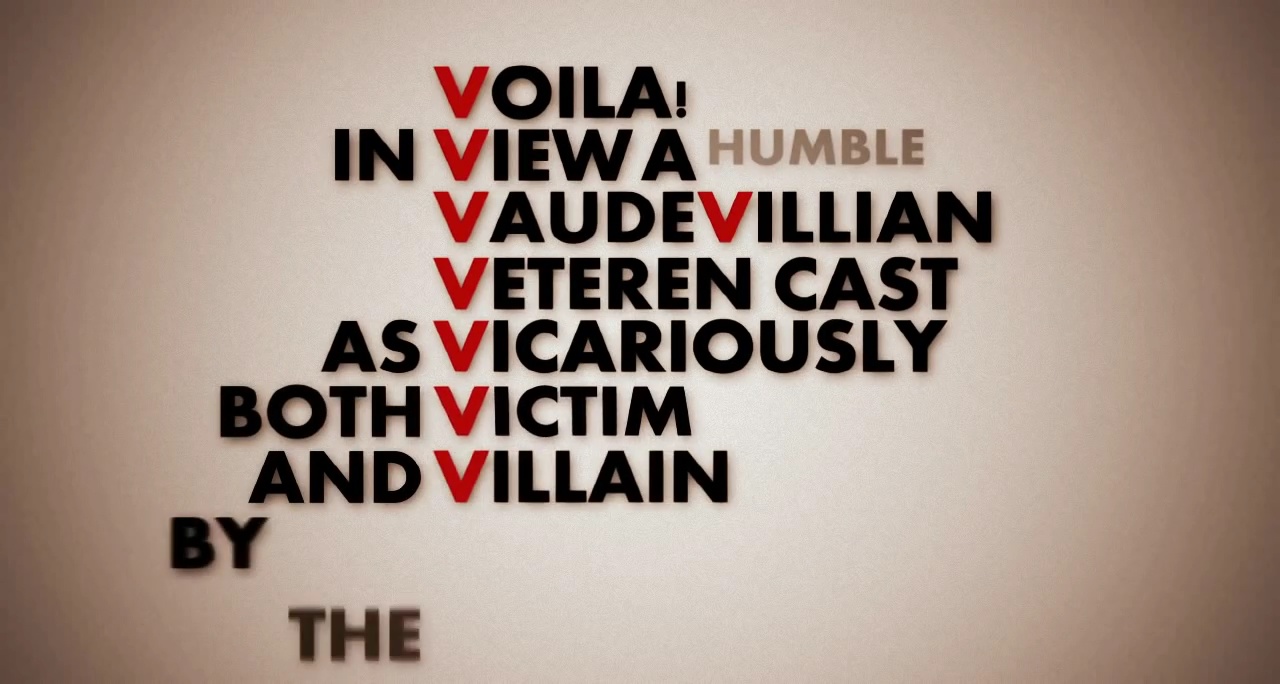 VOILA!
IN VIEW A HUMBLE
VAUDEVILLIAN
VETEREN CAST
AS VICARIOUSLY
BOTH VICTIM
AND VILLAIN
BY
THE